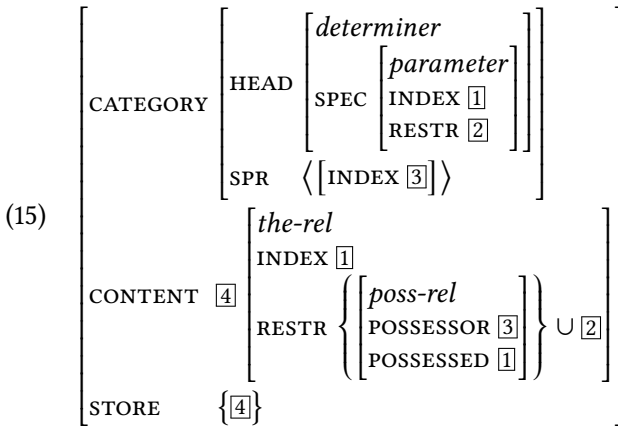 determiner
parameter
HEAD
SPEC
INDEX 1
CATEGORY
RESTR 2
SPR ⟨[INDEX 3]⟩
(15)
the-rel
INDEX 1
CONTENT 4
poss-rel
RESTR { POSSESSOR 3 } ∪ 2
POSSESSED 1
STORE {4}